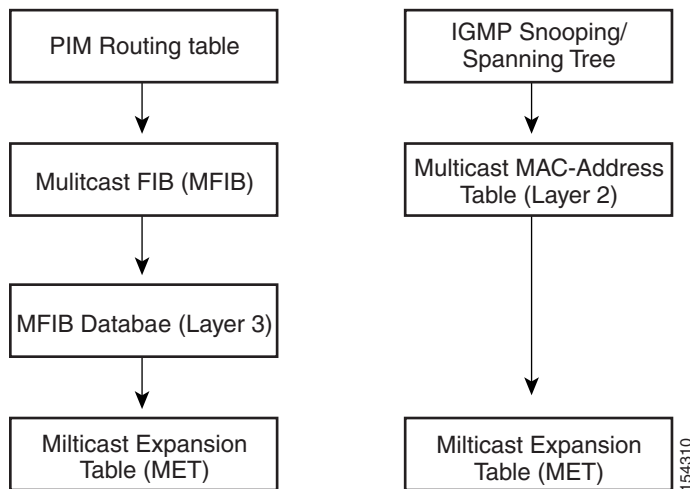 PIM Routing table
Mulitcast FIB (MFIB)
MFIB Databae (Layer 3)
Milticast Expansion
Table (MET)
IGMP Snooping/
Spanning Tree
Multicast MAC-Address
Table (Layer 2)
Milticast Expansion
Table (MET)
154310